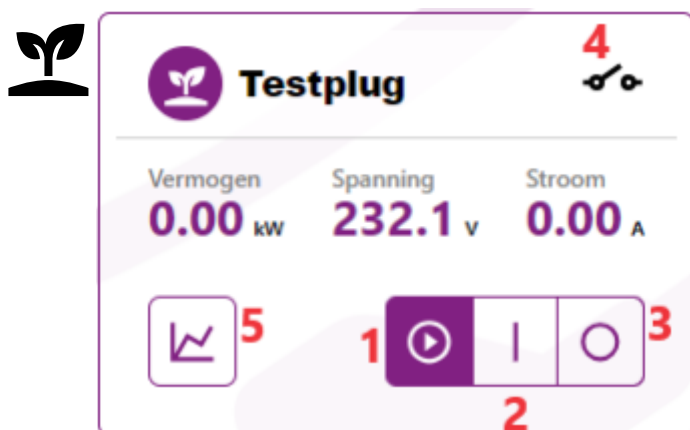 4
Testplug
Vermogen Spanning Stroom
0.00 kW 232.1 V 0.00 A
5 1 3
2